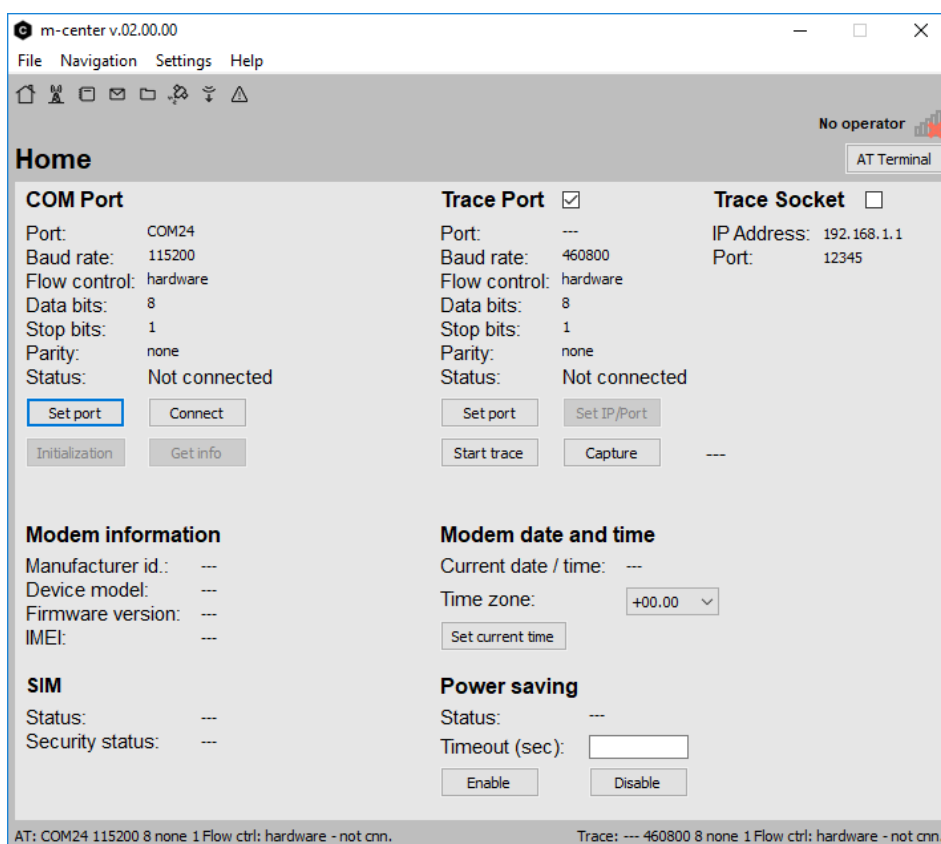 m-center v.02.00.00
File Navigation Settings Help
No operator
Home
AT Terminal
COM Port
Port: COM24
Baud rate: 115200
Flow control: hardware
Data bits: 8
Stop bits: 1
Parity: none
Status: Not connected
Set port Connect
Initialization Get info
Trace Port
Port: ---
Baud rate: 460800
Flow control: hardware
Data bits: 8
Stop bits: 1
Parity: none
Status: Not connected
Set port Set IP/Port
Start trace Capture ---
Trace Socket
IP Address: 192.168.1.1
Port: 12345
Modem information
Manufacturer id.: ---
Device model: ---
Firmware version: ---
IMEI: ---
Modem date and time
Current date / time: ---
Time zone: +00.00
Set current time
SIM
Status: ---
Security status: ---
Power saving
Status: ---
Timeout (sec):
Enable Disable
AT: COM24 115200 8 none 1 Flow ctrl: hardware - not cnn.
Trace: --- 460800 8 none 1 Flow ctrl: hardware - not cnn.